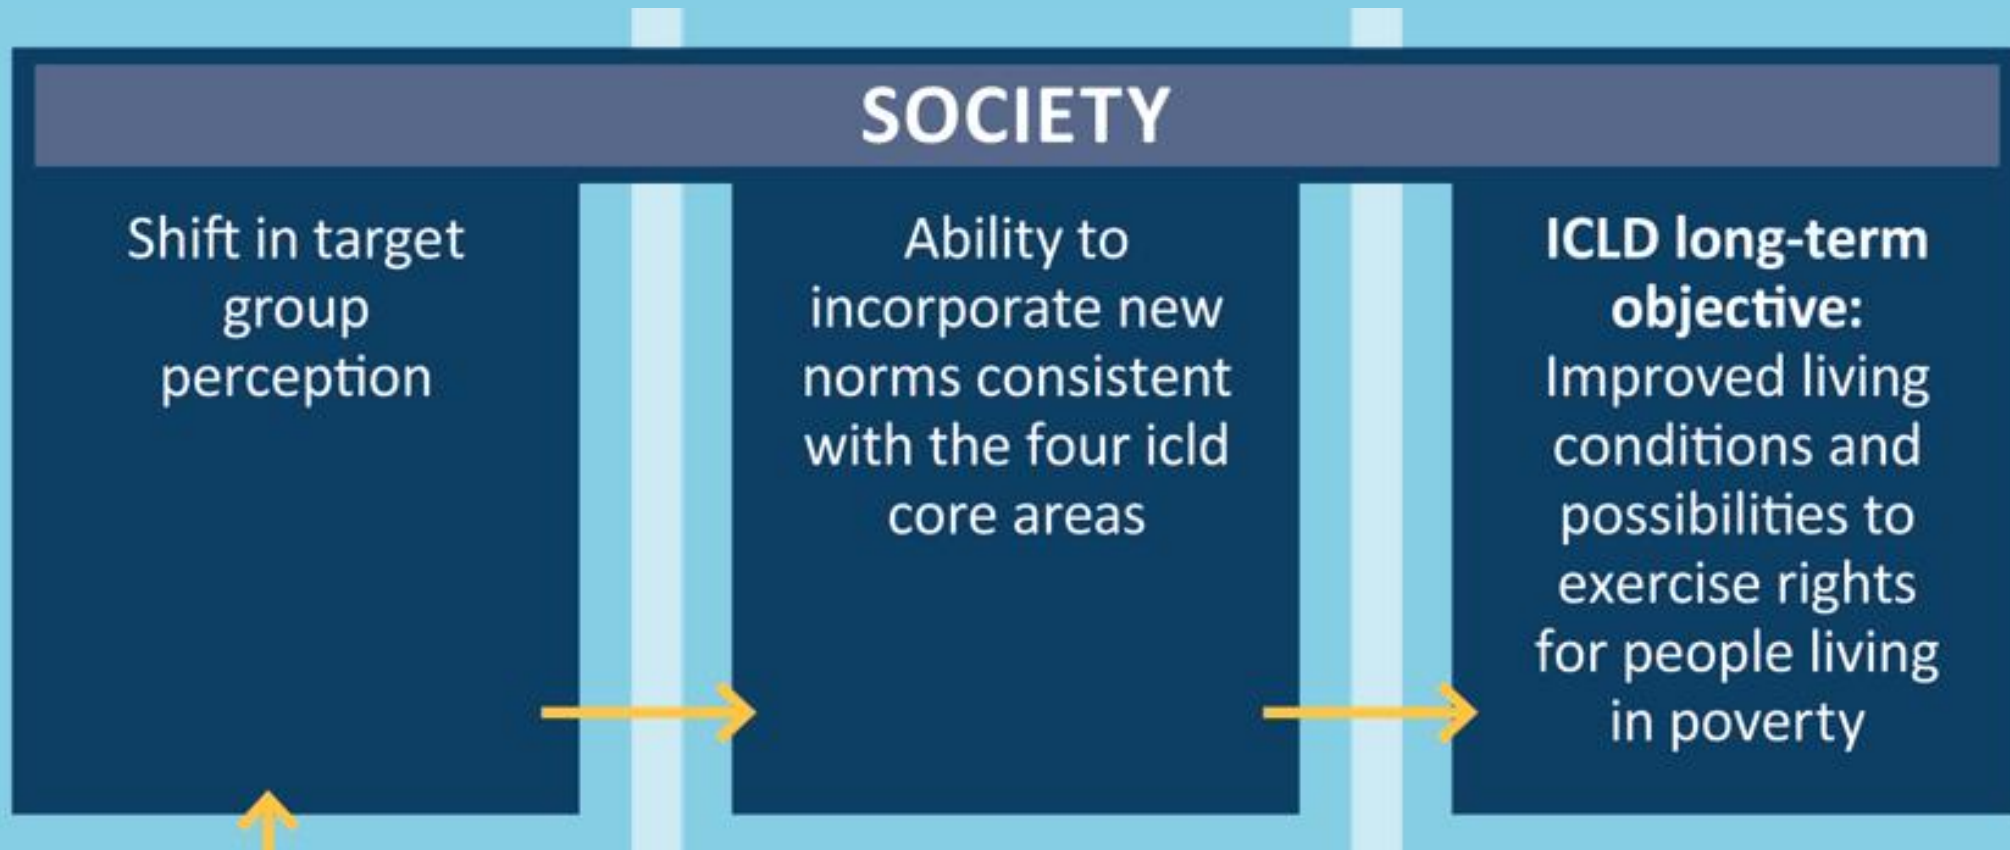 SOCIETY
Shift in target
group
perception
Ability to
incorporate new
norms consistent
with the four icld
core areas
ICLD long-term
objective:
Improved living
conditions and
possibilities to
exercise rights
for people living
in poverty